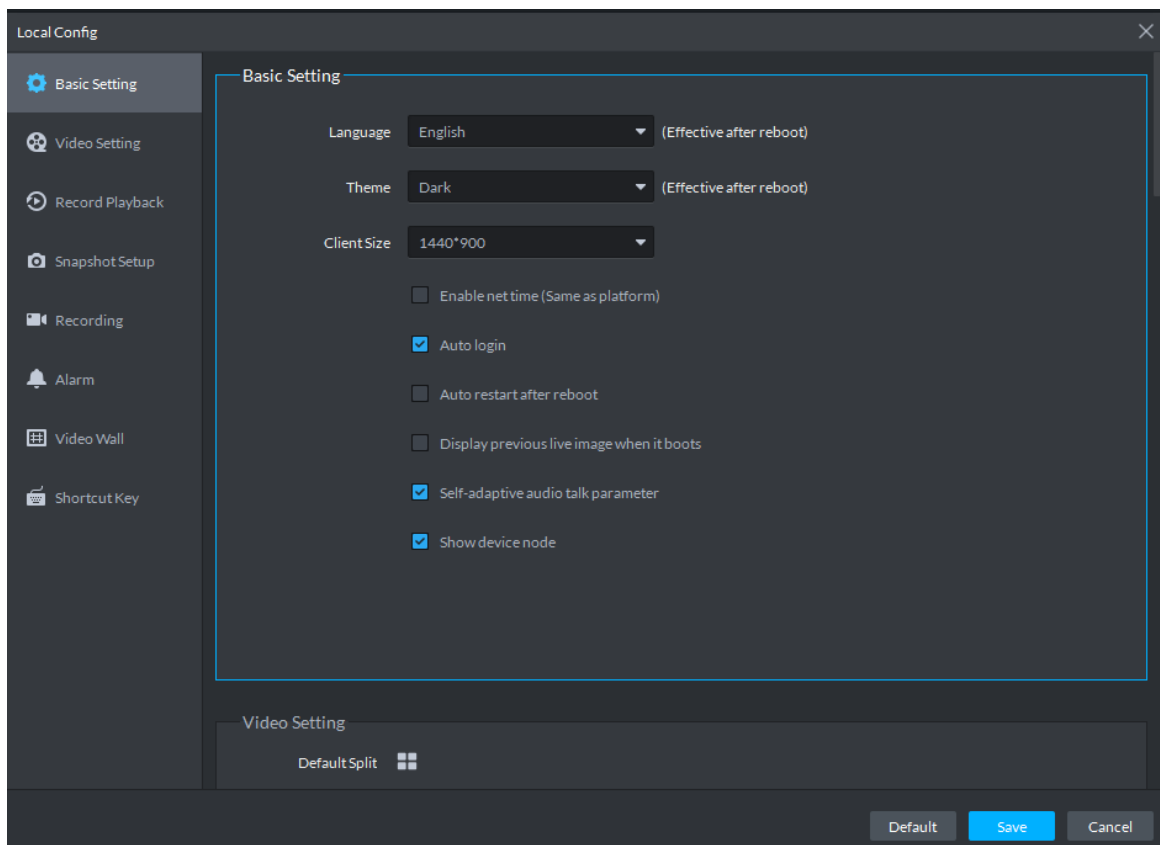 Local Config
Basic Setting
Video Setting
Record Playback
Snapshot Setup
Recording
Alarm
Video Wall
Shortcut Key
Basic Setting
Language English (Effective after reboot)
Theme Dark (Effective after reboot)
Client Size 1440*900
Enable net time (Same as platform)
Auto login
Auto restart after reboot
Display previous live image when it boots
Self-adaptive audio talk parameter
Show device node
Video Setting
Default Split
Default Save Cancel